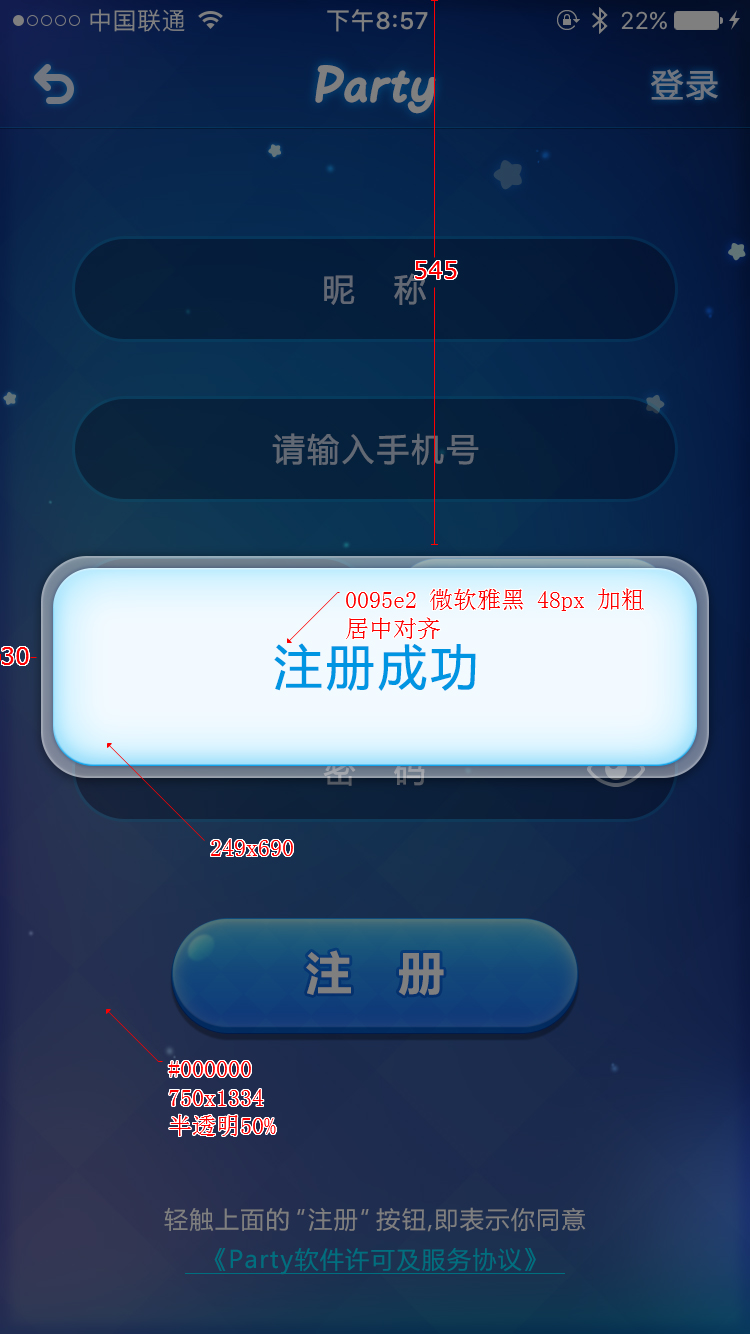 中国联通 下午8:57 22%
Party 登录
545
昵 称
请输入手机号
0095e2 微软雅黑 48px 加粗
居中对齐
30
注册成功
密 码
249x690
注 册
#000000
750x1334
半透明50%
轻触上面的“注册”按钮,即表示你同意
《Party软件许可及服务协议》